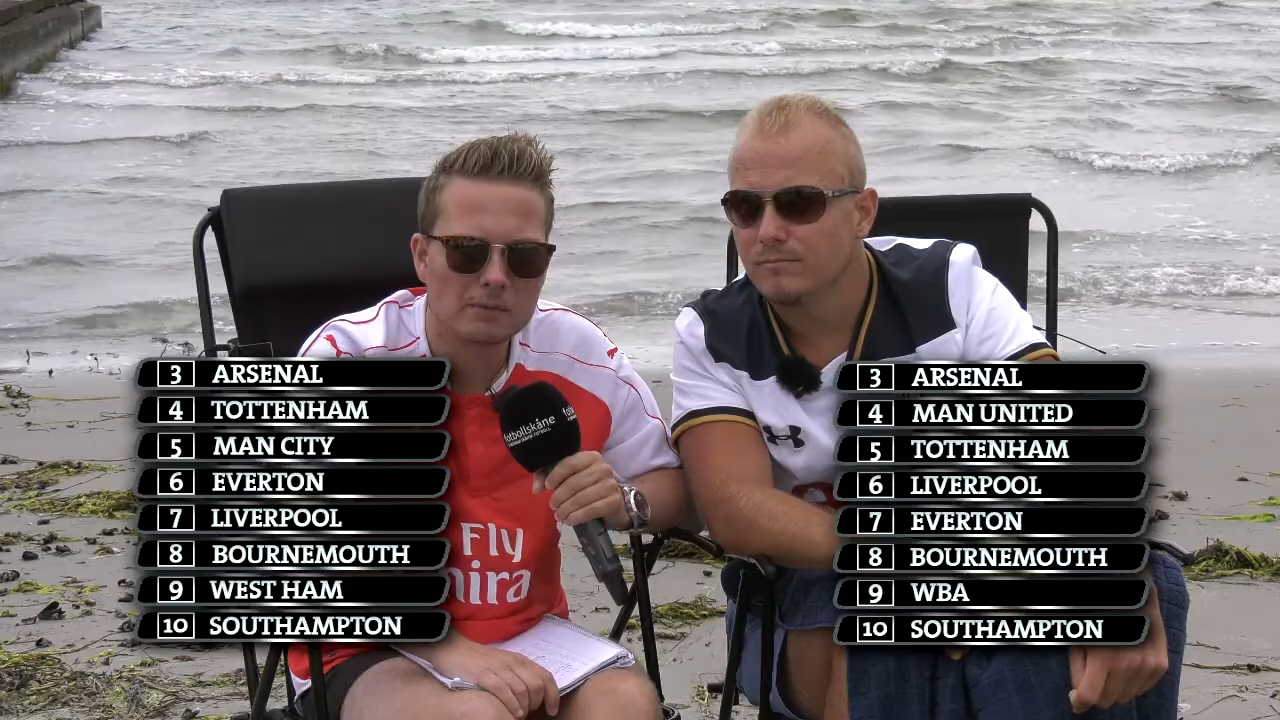 3 ARSENAL
4 TOTTENHAM
5 MAN CITY
6 EVERTON
7 LIVERPOOL
8 BOURNEMOUTH
9 WEST HAM
10 SOUTHAMPTON
3 ARSENAL
4 MAN UNITED
5 TOTTENHAM
6 LIVERPOOL
7 EVERTON
8 BOURNEMOUTH
9 WBA
10 SOUTHAMPTON
fotbollskåne
Fly